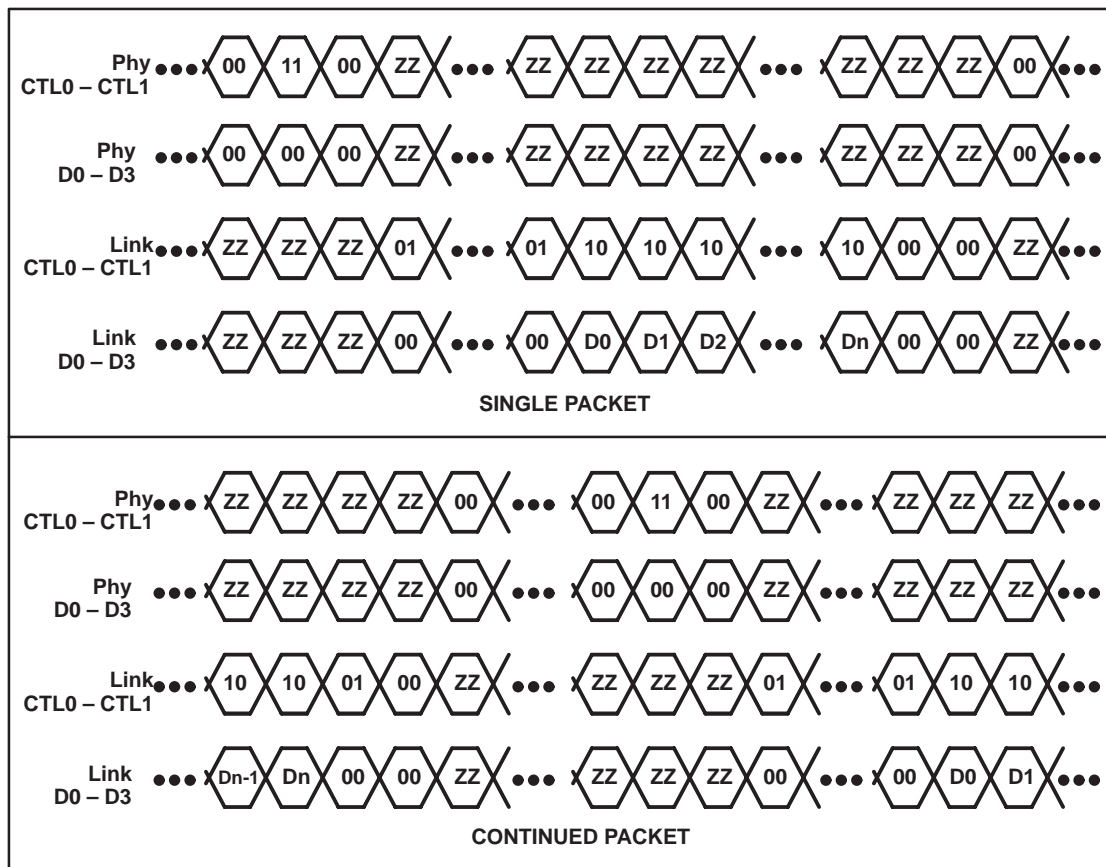 Phy
CTL0 – CTL1
00 11 00 ZZ ZZ ZZ ZZ ZZ ZZ ZZ ZZ 00
Phy
D0 – D3
00 00 00 ZZ ZZ ZZ ZZ ZZ ZZ ZZ ZZ 00
Link
CTL0 – CTL1
ZZ ZZ ZZ 01 01 10 10 10 10 00 00 ZZ
Link
D0 – D3
ZZ ZZ ZZ 00 00 D0 D1 D2 Dn 00 00 ZZ
SINGLE PACKET
Phy
CTL0 – CTL1
ZZ ZZ ZZ ZZ 00 00 11 00 ZZ ZZ ZZ ZZ
Phy
D0 – D3
ZZ ZZ ZZ ZZ 00 00 00 00 ZZ ZZ ZZ ZZ
Link
CTL0 – CTL1
10 10 01 00 ZZ ZZ ZZ ZZ 01 01 10 10
Link
D0 – D3
Dn-1 Dn 00 00 ZZ ZZ ZZ ZZ 00 00 D0 D1
CONTINUED PACKET